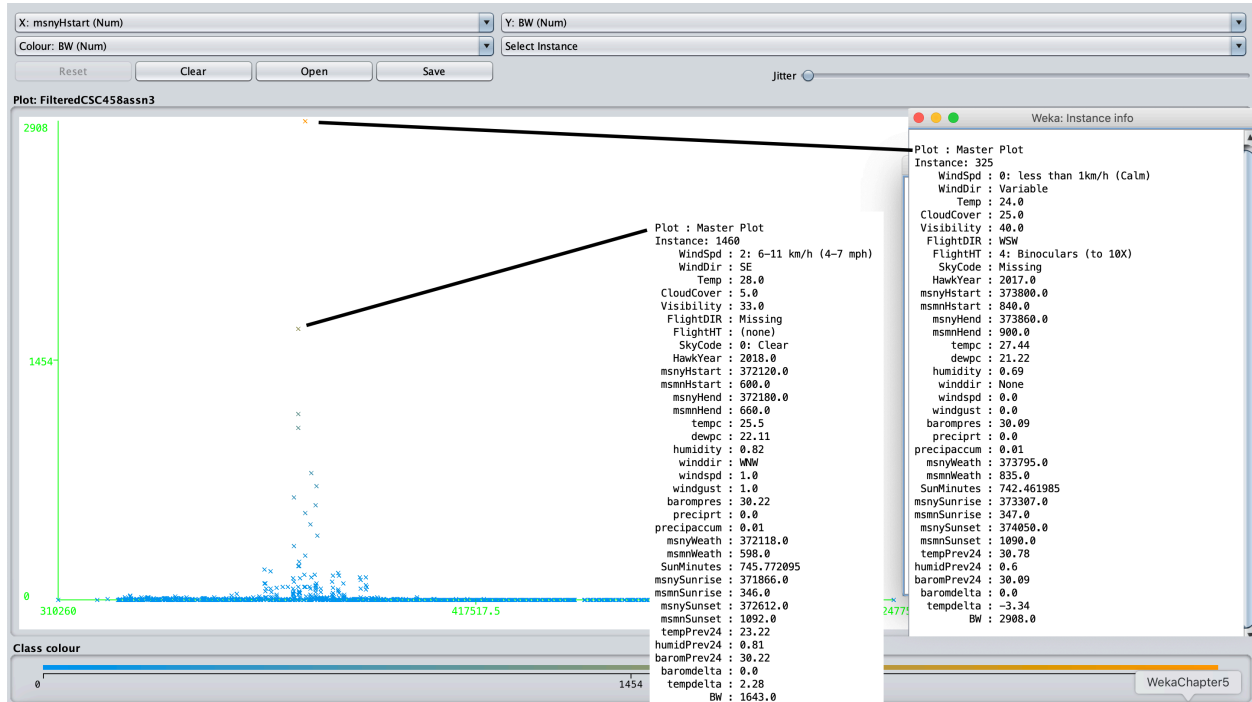 X: msnyHstart (Num)
Y: BW (Num)
Colour: BW (Num)
Select Instance
Reset
Clear
Open
Save
Jitter
Plot: FilteredCSC458assn3
2908
1454
0
310260
417517.5
Plot : Master Plot
Instance: 1460
WindSpd : 2: 6-11 km/h (4-7 mph)
WindDir : SE
Temp : 28.0
CloudCover : 5.0
Visibility : 33.0
FlightDIR : Missing
FlightHT : (none)
SkyCode : 0: Clear
HawkYear : 2018.0
msnyHstart : 372120.0
msmnHstart : 600.0
msnyHend : 372180.0
msmnHend : 660.0
tempc : 25.5
dewpc : 22.11
humidity : 0.82
winddir : WNW
windspd : 1.0
windgust : 1.0
barompres : 30.22
preciprt : 0.0
precipaccum : 0.01
msnyWeath : 372118.0
msmnWeath : 598.0
SunMinutes : 745.772095
msnySunrise : 371866.0
msmnSunrise : 346.0
msnySunset : 372612.0
msmnSunset : 1092.0
tempPrev24 : 23.22
humidPrev24 : 0.81
baromPrev24 : 30.22
baromdelta : 0.0
tempdelta : 2.28
BW : 1643.0
Weka: Instance info
Plot : Master Plot
Instance: 325
WindSpd : 0: less than 1km/h (Calm)
WindDir : Variable
Temp : 24.0
CloudCover : 25.0
Visibility : 40.0
FlightDIR : WSW
FlightHT : 4: Binoculars (to 10X)
SkyCode : Missing
HawkYear : 2017.0
msnyHstart : 373800.0
msmnHstart : 840.0
msnyHend : 373860.0
msmnHend : 900.0
tempc : 27.44
dewpc : 21.22
humidity : 0.69
winddir : None
windspd : 0.0
windgust : 0.0
barompres : 30.09
preciprt : 0.0
precipaccum : 0.01
msnyWeath : 373795.0
msmnWeath : 835.0
SunMinutes : 742.461985
msnySunrise : 373307.0
msmnSunrise : 347.0
msnySunset : 374050.0
msmnSunset : 1090.0
tempPrev24 : 30.78
humidPrev24 : 0.6
baromPrev24 : 30.09
baromdelta : 0.0
tempdelta : -3.34
BW : 2908.0
Class colour
0
1454
WekaChapter5